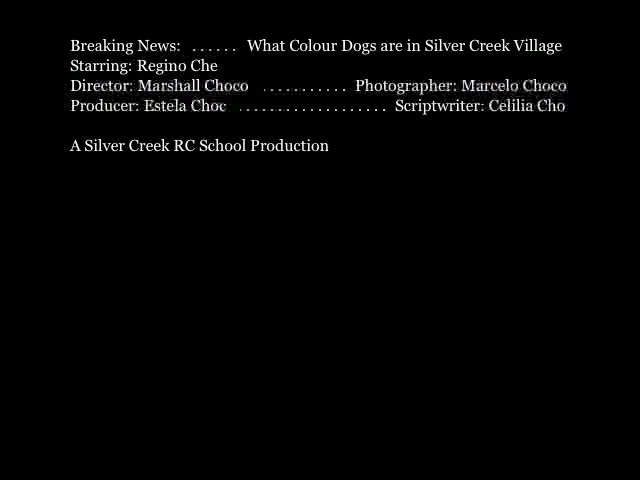 Breaking News: . . . . . . What Colour Dogs are in Silver Creek Village
Starring: Regino Che
Director: Marshall Choco . . . . . . . . . . . Photographer: Marcelo Choco
Producer: Estela Choc . . . . . . . . . . . . . . . . . . . Scriptwriter: Celilia Cho
A Silver Creek RC School Production